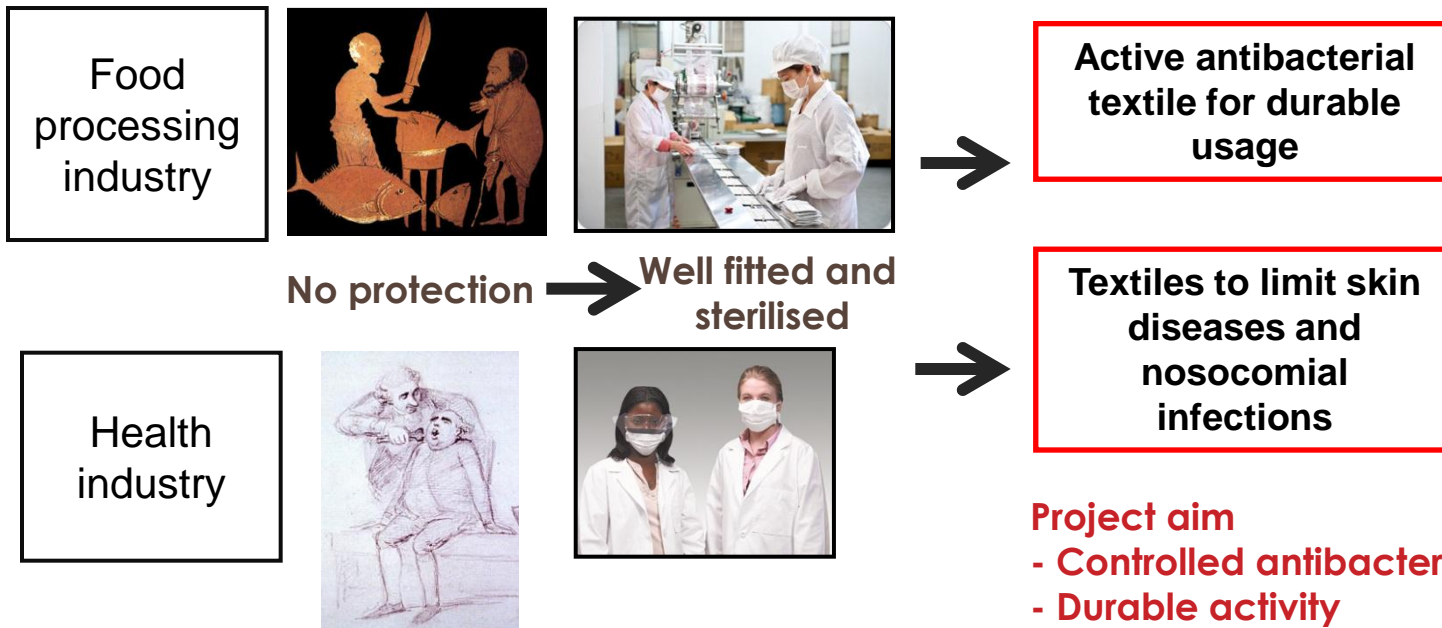 Food
processing
industry
Active antibacterial
textile for durable
usage
No protection
Well fitted and
sterilised
Textiles to limit skin
diseases and
nosocomial
infections
Health
industry
Project aim
- Controlled antibacter
- Durable activity